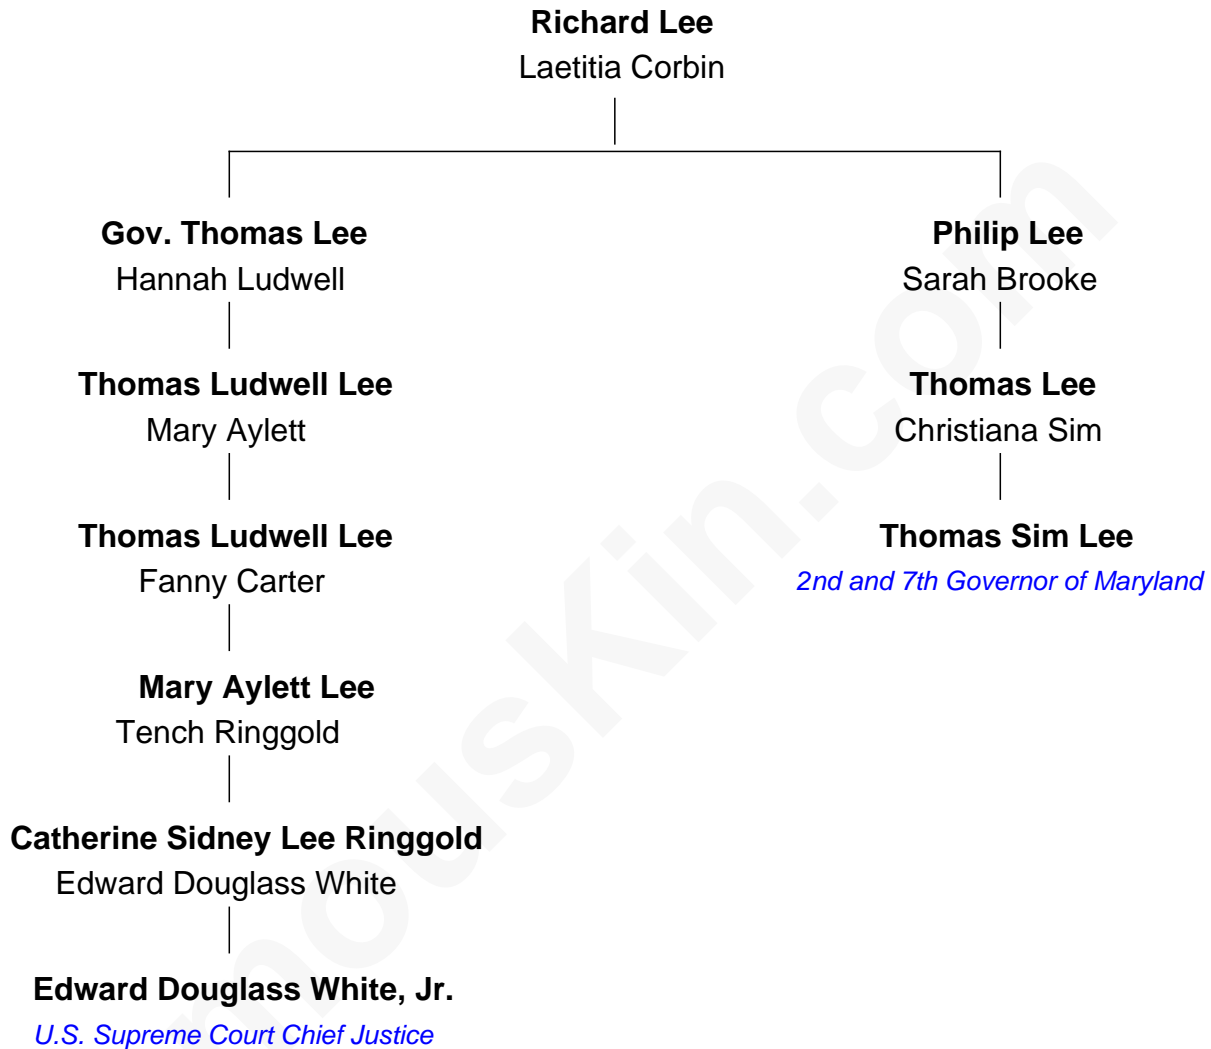 Richard Lee
Laetitia Corbin
Gov. Thomas Lee
Hannah Ludwell
Philip Lee
Sarah Brooke
Thomas Ludwell Lee
Mary Aylett
Thomas Lee
Christiana Sim
Thomas Ludwell Lee
Fanny Carter
Thomas Sim Lee
2nd and 7th Governor of Maryland
Mary Aylett Lee
Tench Ringgold
Catherine Sidney Lee Ringgold
Edward Douglass White
Edward Douglass White, Jr.
U.S. Supreme Court Chief Justice
mousKin.com